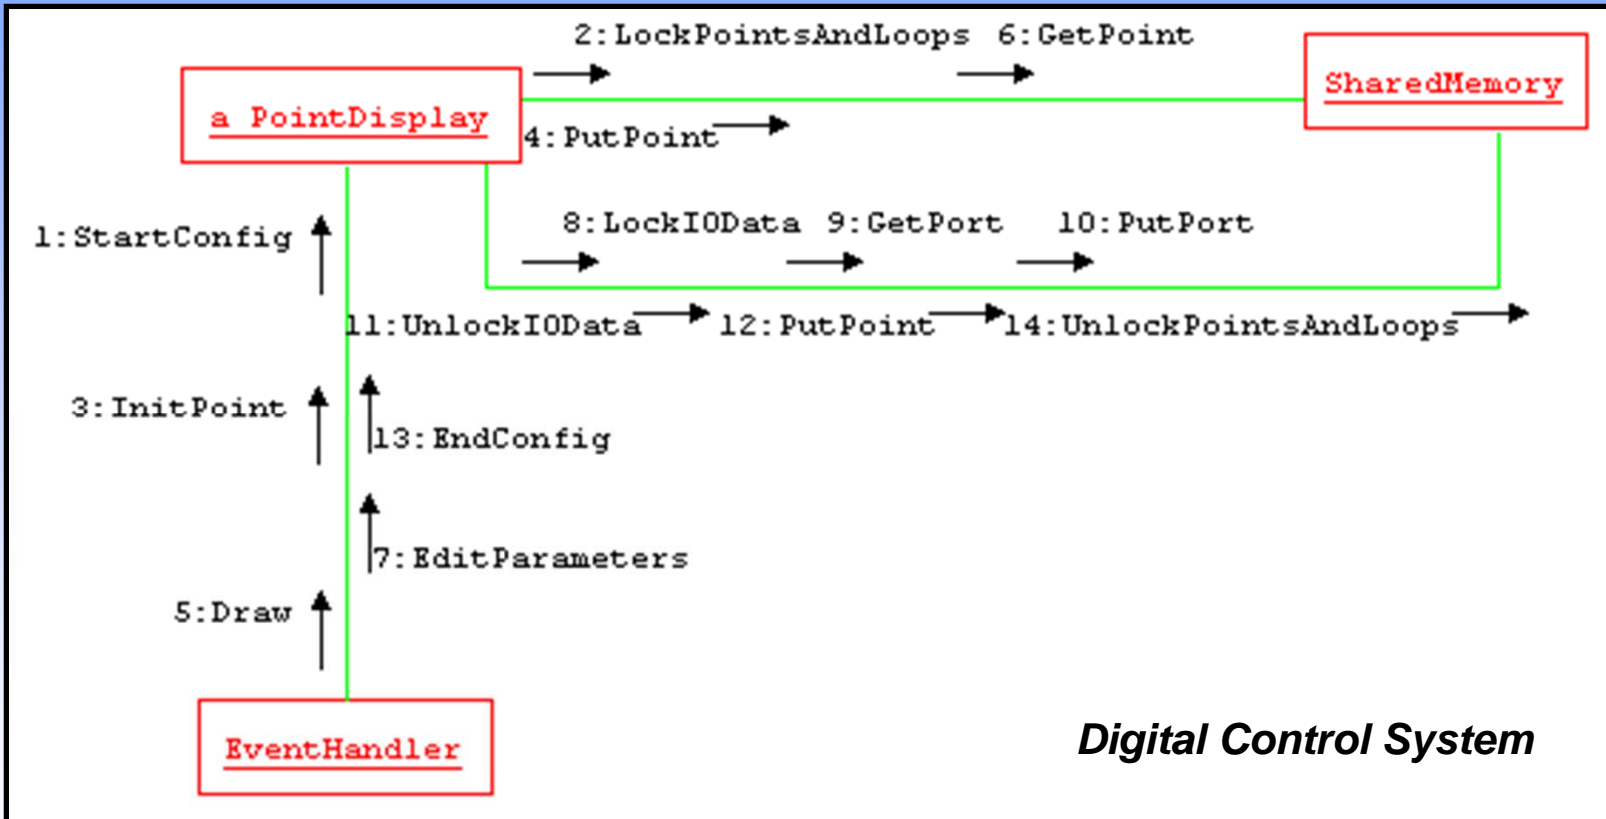 2:LockPointsAndLoops 6:GetPoint
SharedMemory
a PointDisplay
4:PutPoint
8:LockIOData 9:GetPort 10:PutPort
1:StartConfig
11:UnlockIOData 12:PutPoint 14:UnlockPointsAndLoops
3:InitPoint
13:EndConfig
7:EditParameters
5:Draw
EventHandler
Digital Control System